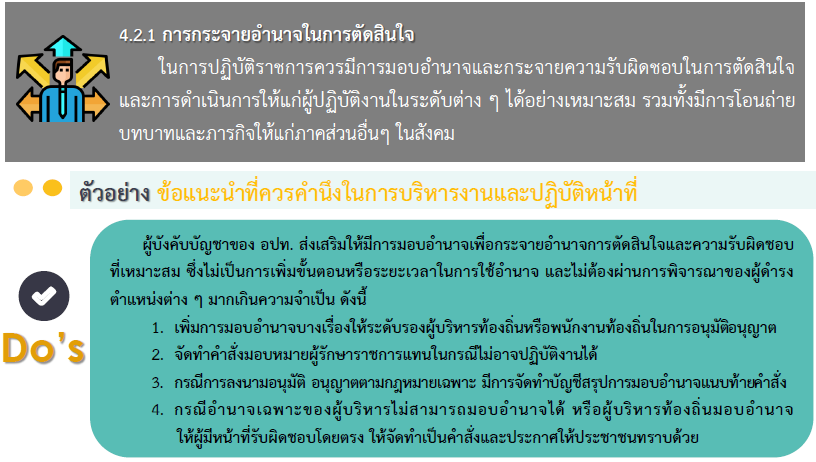 4.2.1 การกระจายอำนาจในการตัดสินใจ
ในการปฏิบัติราชการควรมีการมอบอำนาจและกระจายความรับผิดชอบในการตัดสินใจ
และการดำเนินการให้แก่ผู้ปฏิบัติงานในระดับต่าง ๆ ได้อย่างเหมาะสม รวมทั้งมีการโอนถ่าย
บทบาทและภารกิจให้แก่ภาคส่วนอื่นๆ ในสังคม
ตัวอย่าง ข้อแนะนำที่ควรคำนึงในการบริหารงานและปฏิบัติหน้าที่
ผู้บังคับบัญชาของ อปท. ส่งเสริมให้มีการมอบอำนาจเพื่อกระจายอำนาจการตัดสินใจและความรับผิดชอบ
ที่เหมาะสม ซึ่งไม่เป็นการเพิ่มขั้นตอนหรือระยะเวลาในการใช้อำนาจ และไม่ต้องผ่านการพิจารณาของผู้ดำรง
ตำแหน่งต่าง ๆ มากเกินความจำเป็น ดังนี้
Do's
1. เพิ่มการมอบอำนาจบางเรื่องให้ระดับรองผู้บริหารท้องถิ่นหรือพนักงานท้องถิ่นในการอนุมัติอนุญาต
2. จัดทำคำสั่งมอบหมายผู้รักษาราชการแทนในกรณีไม่อาจปฏิบัติงานได้
3. กรณีการลงนามอนุมัติ อนุญาตตามกฎหมายเฉพาะ มีการจัดทำบัญชีสรุปการมอบอำนาจแนบท้ายคำสั่ง
4. กรณีอำนาจเฉพาะของผู้บริหารไม่สามารถมอบอำนาจได้ หรือผู้บริหารท้องถิ่นมอบอำนาจ
ให้ผู้มีหน้าที่รับผิดชอบโดยตรง ให้จัดทำเป็นคำสั่งและประกาศให้ประชาชนทราบด้วย